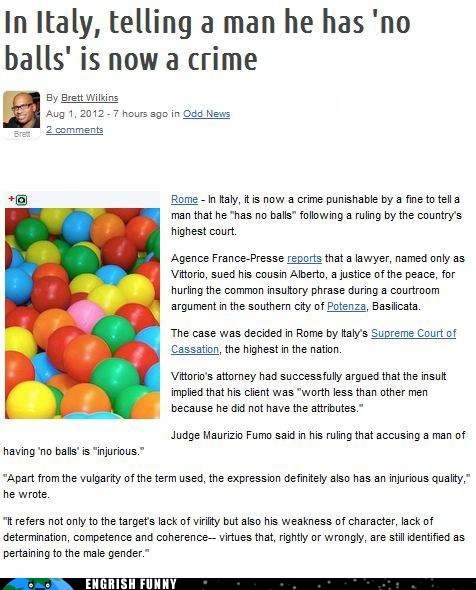 In Italy, telling a man he has 'no
balls' is now a crime
By Brett Wilkins
Aug 1, 2012 - 7 hours ago in Odd News
2 comments
Brett
Rome - In Italy, it is now a crime punishable by a fine to tell a
man that he "has no balls" following a ruling by the country's
highest court.
Agence France-Presse reports that a lawyer, named only as
Vittorio, sued his cousin Alberto, a justice of the peace, for
hurling the common insultory phrase during a courtroom
argument in the southern city of Potenza, Basilicata.
The case was decided in Rome by Italy's Supreme Court of
Cassation, the highest in the nation.
Vittorio's attorney had successfully argued that the insult
implied that his client was "worth less than other men
because he did not have the attributes."
Judge Maurizio Fumo said in his ruling that accusing a man of
having 'no balls' is "injurious."
"Apart from the vulgarity of the term used, the expression definitely also has an injurious quality,"
he wrote.
"It refers not only to the target's lack of virility but also his weakness of character, lack of
determination, competence and coherence-- virtues that, rightly or wrongly, are still identified as
pertaining to the male gender."
ENGRISH FUNNY